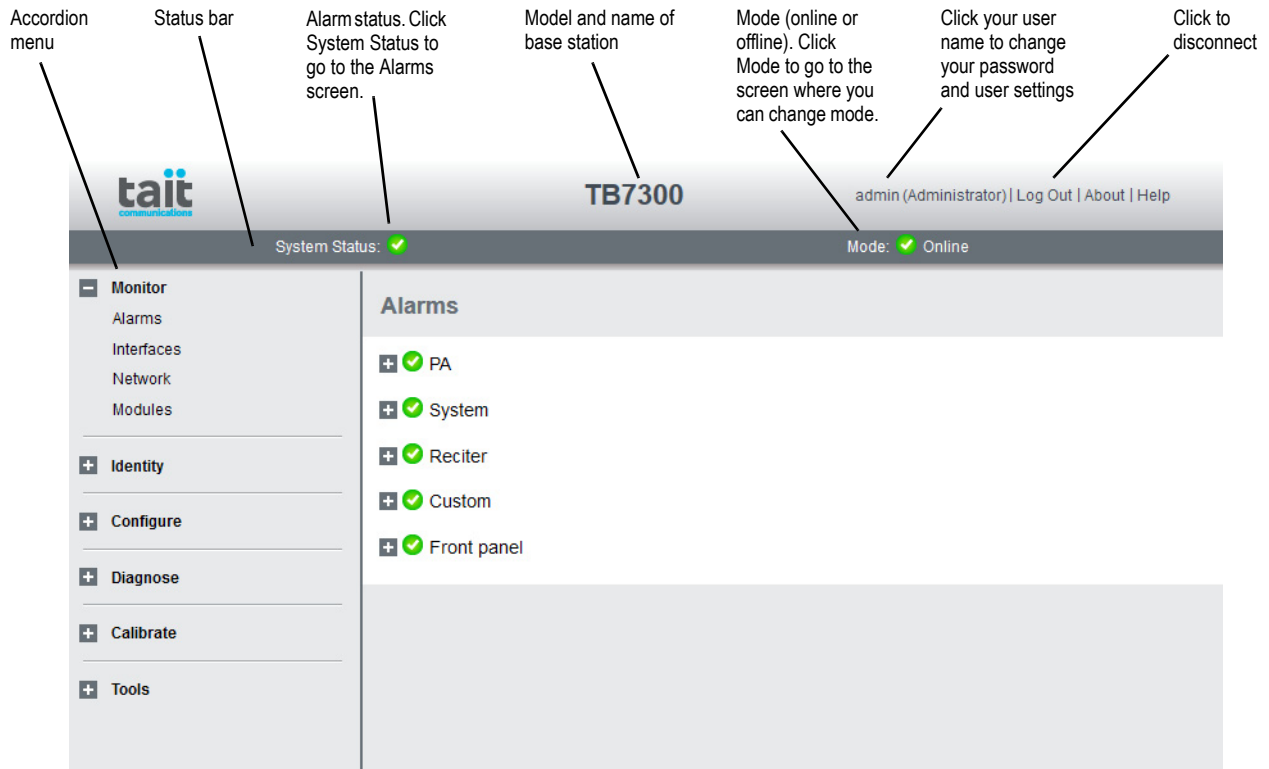 Accordion
menu
Status bar
Alarm status. Click
System Status to
go to the Alarms
screen.
Model and name of
base station
Mode (online or
offline). Click
Mode to go to the
screen where you
can change mode.
Click your user
name to change
your password
and user settings
Click to
disconnect
tait
communications
TB7300
admin (Administrator) | Log Out | About | Help
System Status:
Mode: Online
Monitor
Alarms
Interfaces
Network
Modules
Identity
Configure
Diagnose
Calibrate
Tools
Alarms
PA
System
Reciter
Custom
Front panel